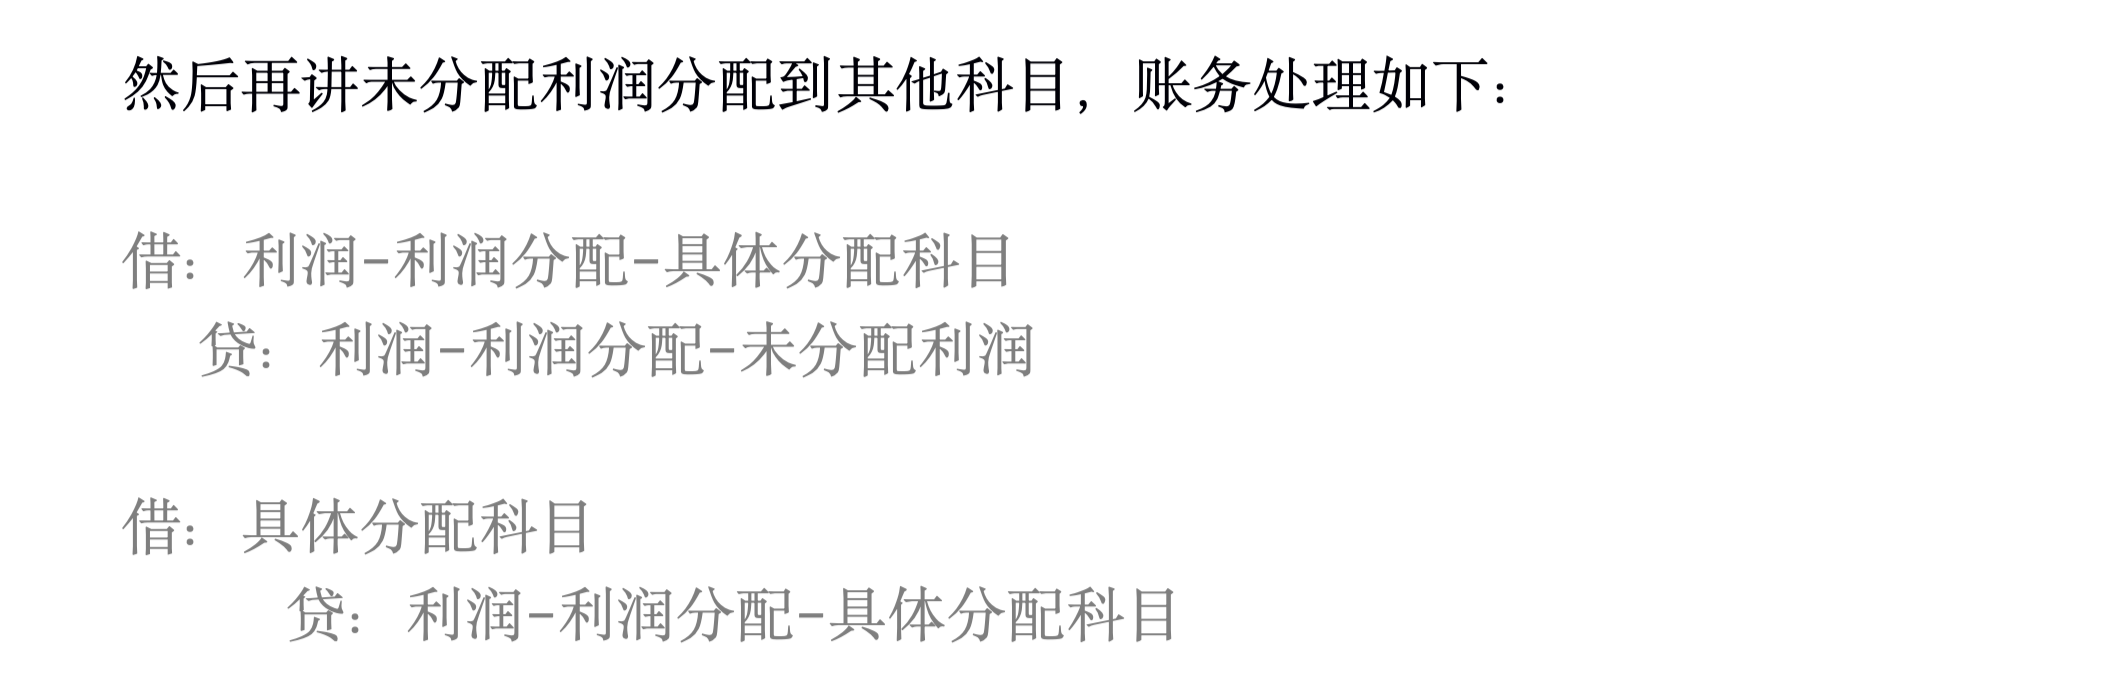 然后再讲未分配利润分配到其他科目，账务处理如下：
借： 利润-利润分配-具体分配科目
贷： 利润-利润分配-未分配利润
借： 具体分配科目
贷： 利润-利润分配-具体分配科目